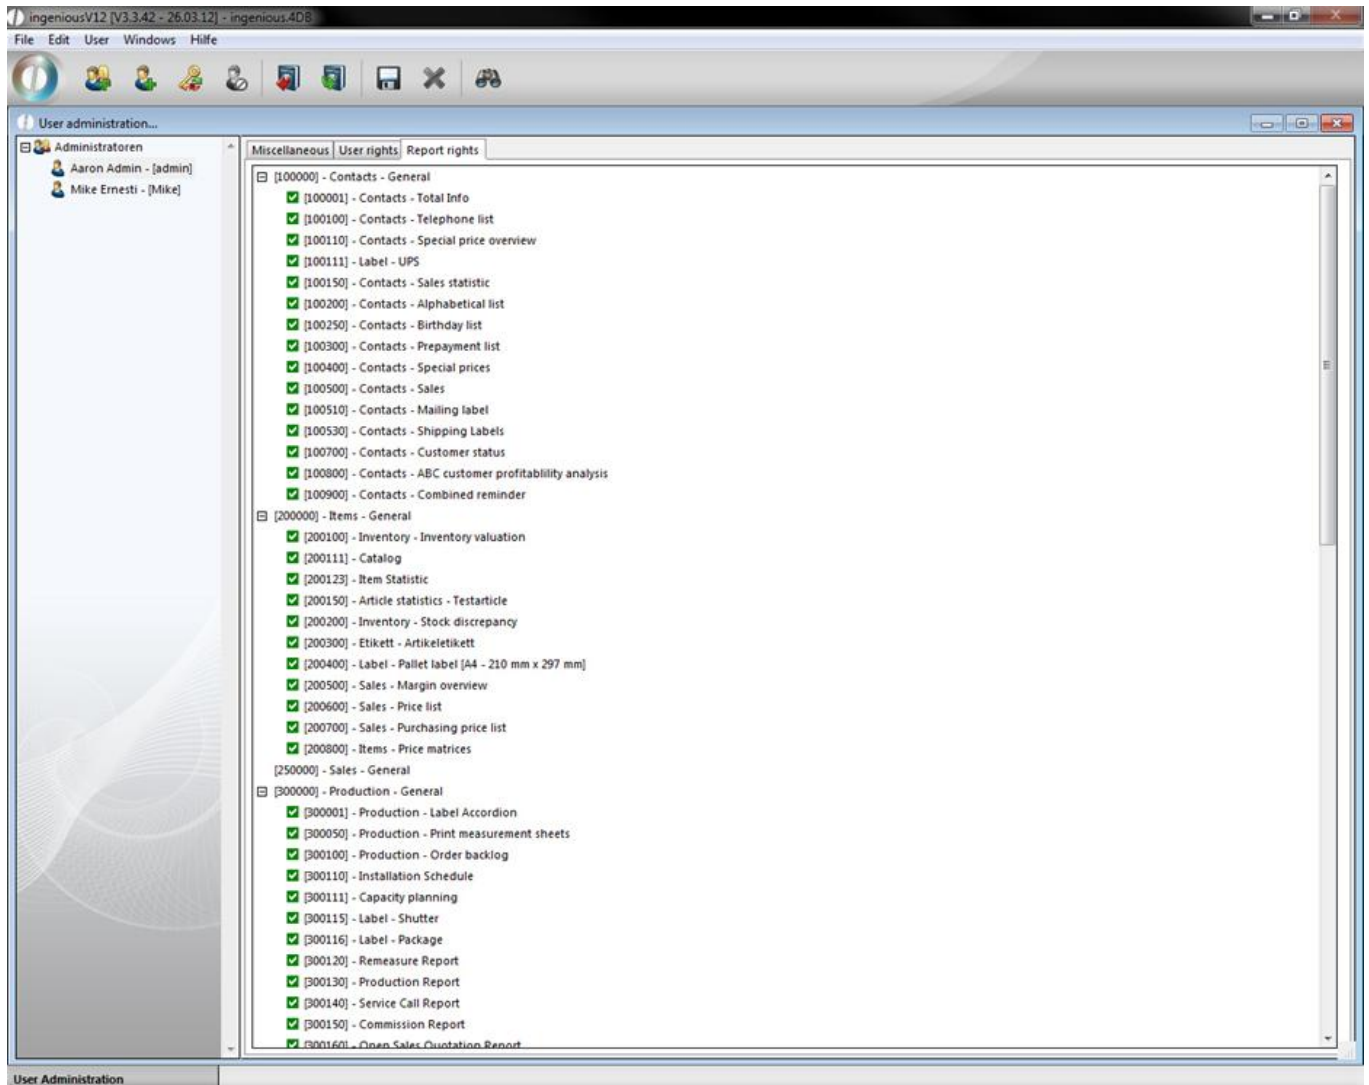 ingeniousV12 [V3.3.42 - 26.03.12] - ingenious.4DB
File Edit User Windows Hilfe
User administration...
Administratoren
Aaron Admin - [admin]
Mike Ernesti - [Mike]
Miscellaneous User rights Report rights
[100000] - Contacts - General
[100001] - Contacts - Total Info
[100100] - Contacts - Telephone list
[100110] - Contacts - Special price overview
[100111] - Label - UPS
[100150] - Contacts - Sales statistic
[100200] - Contacts - Alphabetical list
[100250] - Contacts - Birthday list
[100300] - Contacts - Prepayment list
[100400] - Contacts - Special prices
[100500] - Contacts - Sales
[100510] - Contacts - Mailing label
[100530] - Contacts - Shipping Labels
[100700] - Contacts - Customer status
[100800] - Contacts - ABC customer profitablility analysis
[100900] - Contacts - Combined reminder
[200000] - Items - General
[200100] - Inventory - Inventory valuation
[200111] - Catalog
[200123] - Item Statistic
[200150] - Article statistics - Testarticle
[200200] - Inventory - Stock discrepancy
[200300] - Etikett - Artikeletikett
[200400] - Label - Pallet label [A4 - 210 mm x 297 mm]
[200500] - Sales - Margin overview
[200600] - Sales - Price list
[200700] - Sales - Purchasing price list
[200800] - Items - Price matrices
[250000] - Sales - General
[300000] - Production - General
[300001] - Production - Label Accordion
[300050] - Production - Print measurement sheets
[300100] - Production - Order backlog
[300110] - Installation Schedule
[300111] - Capacity planning
[300115] - Label - Shutter
[300116] - Label - Package
[300120] - Remeasure Report
[300130] - Production Report
[300140] - Service Call Report
[300150] - Commission Report
[300160] - Open Sales Quotation Report
User Administration